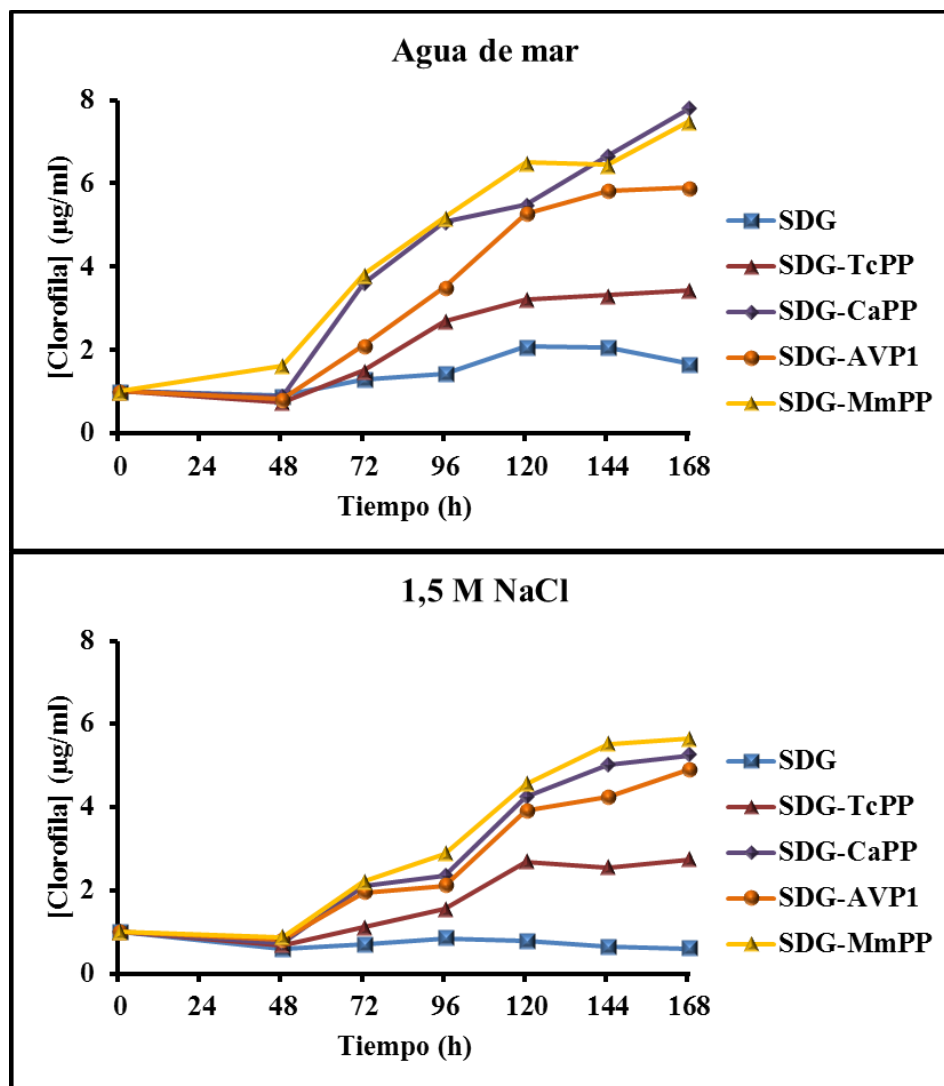 Agua de mar
[Clorofila] (µg/ml)
8
6
4
2
0
0 24 48 72 96 120 144 168
Tiempo (h)
SDG
SDG-TcPP
SDG-CaPP
SDG-AVP1
SDG-MmPP
1,5 M NaCl
[Clorofila] (µg/ml)
8
6
4
2
0
0 24 48 72 96 120 144 168
Tiempo (h)
SDG
SDG-TcPP
SDG-CaPP
SDG-AVP1
SDG-MmPP